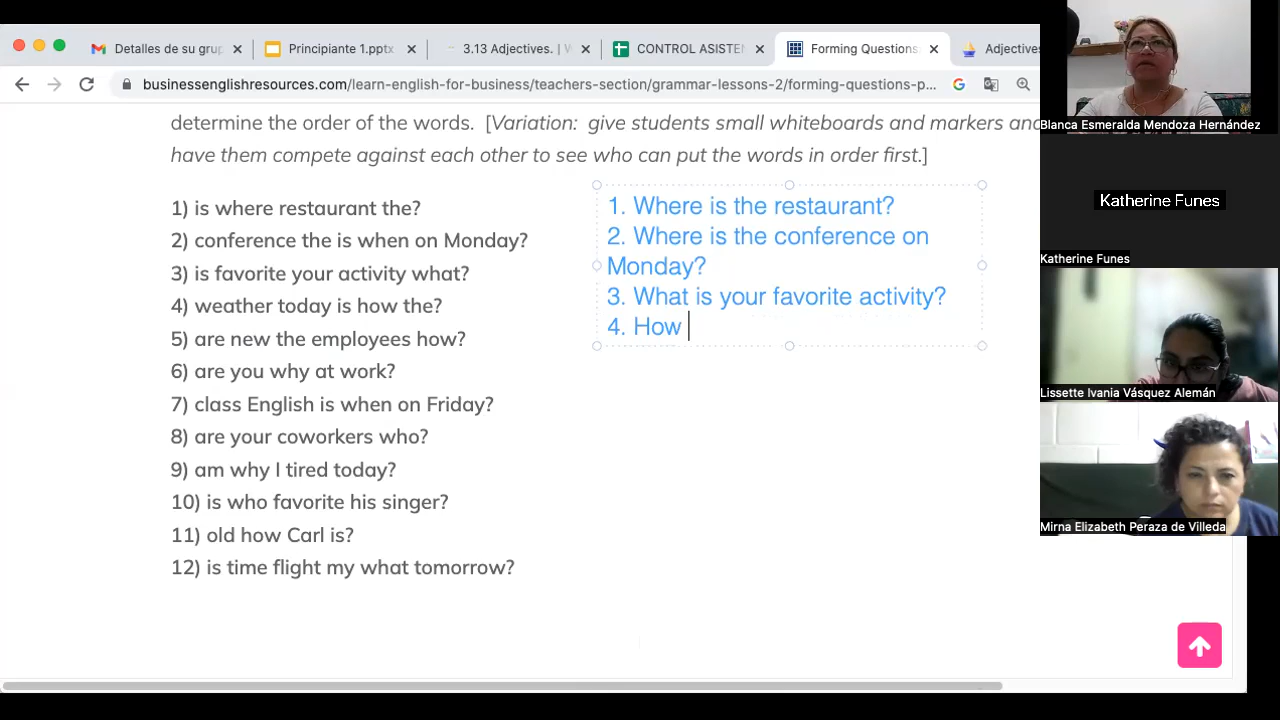 Detalles de su gru
Principiante 1.pptx
3.13 Adjectives. |
CONTROL ASISTEN
Forming Questions
Adjectives
businessenglishresources.com/learn-english-for-business/teachers-section/grammar-lessons-2/forming-questions-p...
determine the order of the words. [Variation: give students small whiteboards and markers and
have them compete against each other to see who can put the words in order first.]
1) is where restaurant the?
2) conference the is when on Monday?
3) is favorite your activity what?
4) weather today is how the?
5) are new the employees how?
6) are you why at work?
7) class English is when on Friday?
8) are your coworkers who?
9) am why I tired today?
10) is who favorite his singer?
11) old how Carl is?
12) is time flight my what tomorrow?
1. Where is the restaurant?
2. Where is the conference on
Monday?
3. What is your favorite activity?
4. How
Blanca Esmeralda Mendoza Hernández
Katherine Funes
Katherine Funes
Lissette Ivania Vásquez Alemán
Mirna Elizabeth Peraza de Villeda